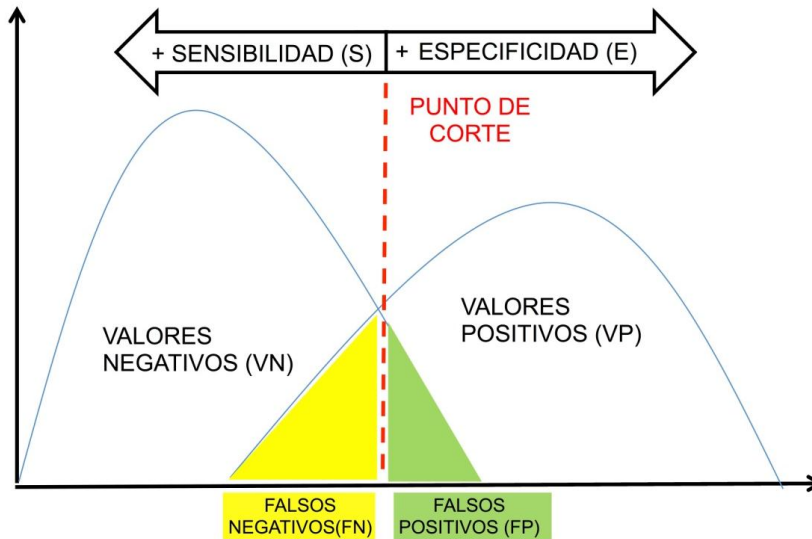 + SENSIBILIDAD (S)
+ ESPECIFICIDAD (E)
PUNTO DE
CORTE
VALORES
NEGATIVOS (VN)
VALORES
POSITIVOS (VP)
FALSOS
NEGATIVOS(FN)
FALSOS
POSITIVOS (FP)